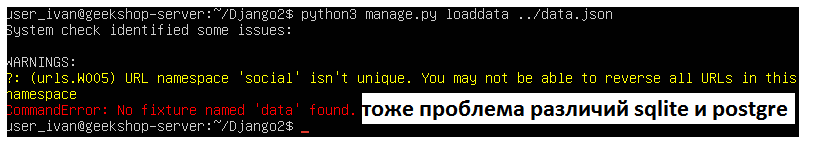 user_ivan@geekshop-server:~/Django2$ python3 manage.py loaddata ../data.json
System check identified some issues:
WARNINGS:
?: (urls.W005) URL namespace 'social' isn't unique. You may not be able to reverse all URLs in this
namespace
CommandError: No fixture named 'data' found. тоже проблема различий sqlite и postgre
user_ivan@geekshop-server:~/Django2$ _